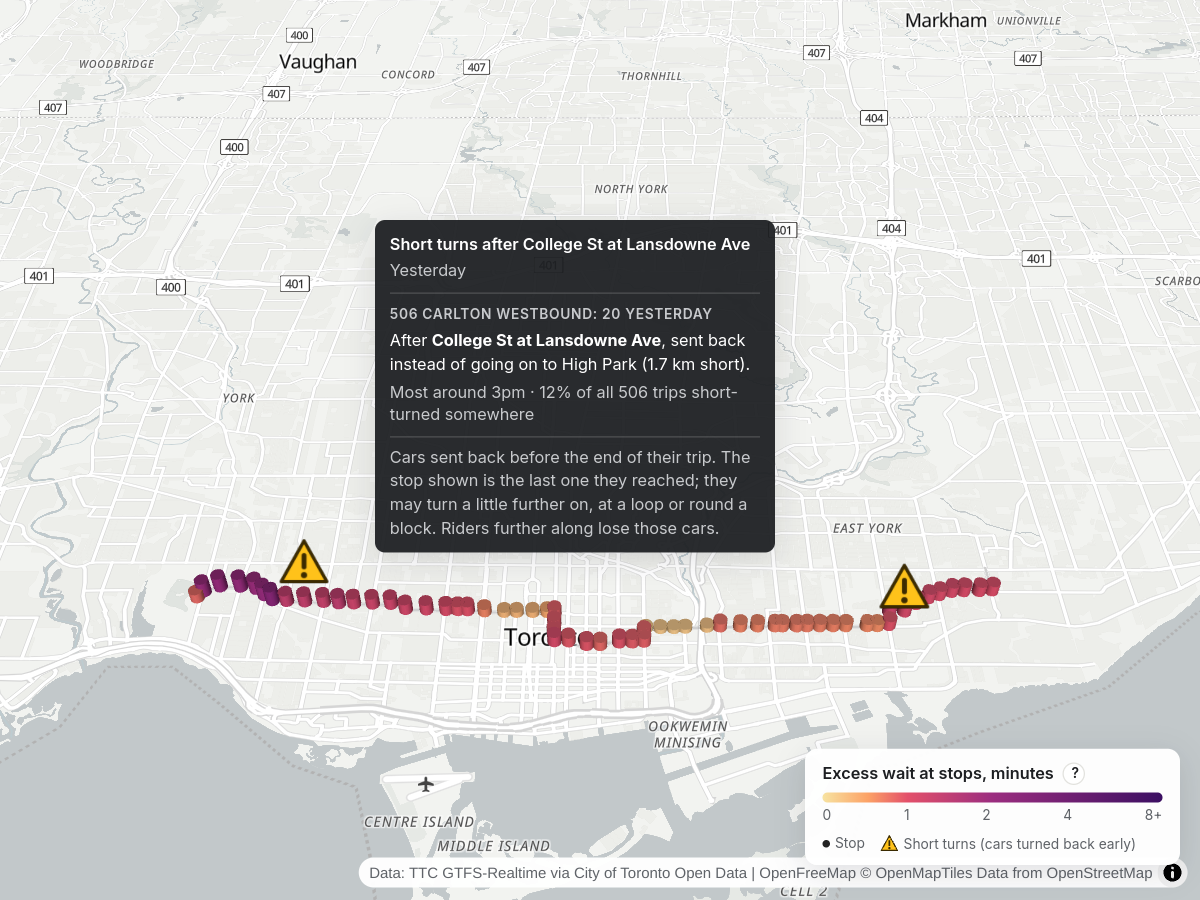 Markham
UNIONVILLE
400
407
407
Vaughan
WOODBRIDGE
CONCORD
407
THORNHILL
407
407
404
400
NORTH YORK
401
404
401
401
400
401
401
SCARBO
Short turns after College St at Lansdowne Ave
Yesterday
506 CARLTON WESTBOUND: 20 YESTERDAY
After College St at Lansdowne Ave, sent back
instead of going on to High Park (1.7 km short).
Most around 3pm · 12% of all 506 trips short-
turned somewhere
Cars sent back before the end of their trip. The
stop shown is the last one they reached; they
may turn a little further on, at a loop or round a
block. Riders further along lose those cars.
YORK
EAST YORK
OOKWEMIN
MINISING
CENTRE ISLAND
MIDDLE ISLAND
CELL 2
Excess wait at stops, minutes ?
0 1 2 4 8+
Stop Short turns (cars turned back early)
Data: TTC GTFS-Realtime via City of Toronto Open Data | OpenFreeMap © OpenMapTiles Data from OpenStreetMap